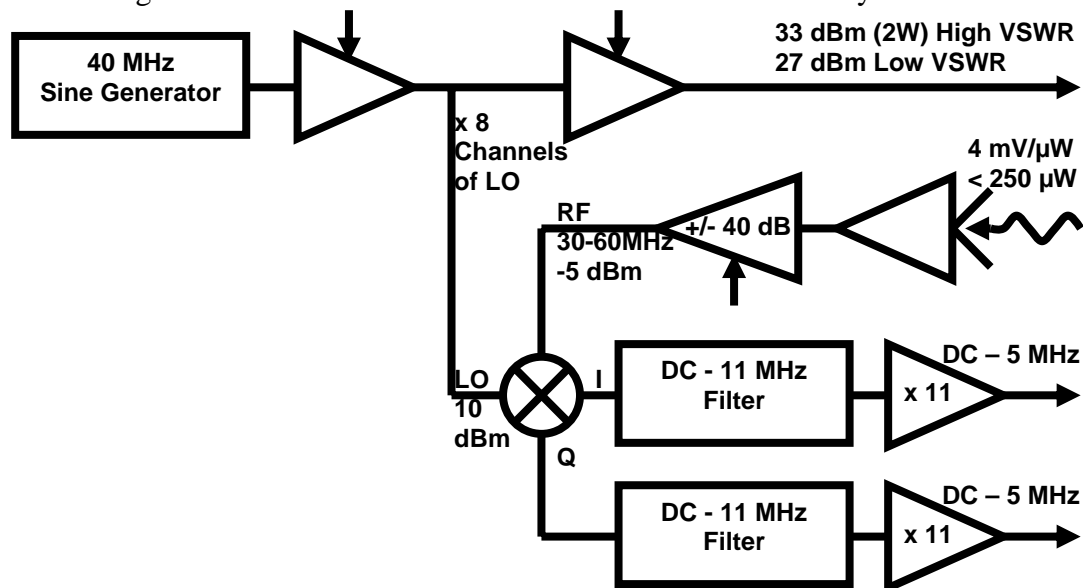 40 MHz
Sine Generator
33 dBm (2W) High VSWR
27 dBm Low VSWR
x 8
Channels
of LO
4 mV/µW
< 250 µW
RF
30-60MHz
-5 dBm
+/- 40 dB
LO
10
dBm
I
Q
DC - 11 MHz
Filter
x 11
DC – 5 MHz
DC - 11 MHz
Filter
x 11
DC – 5 MHz